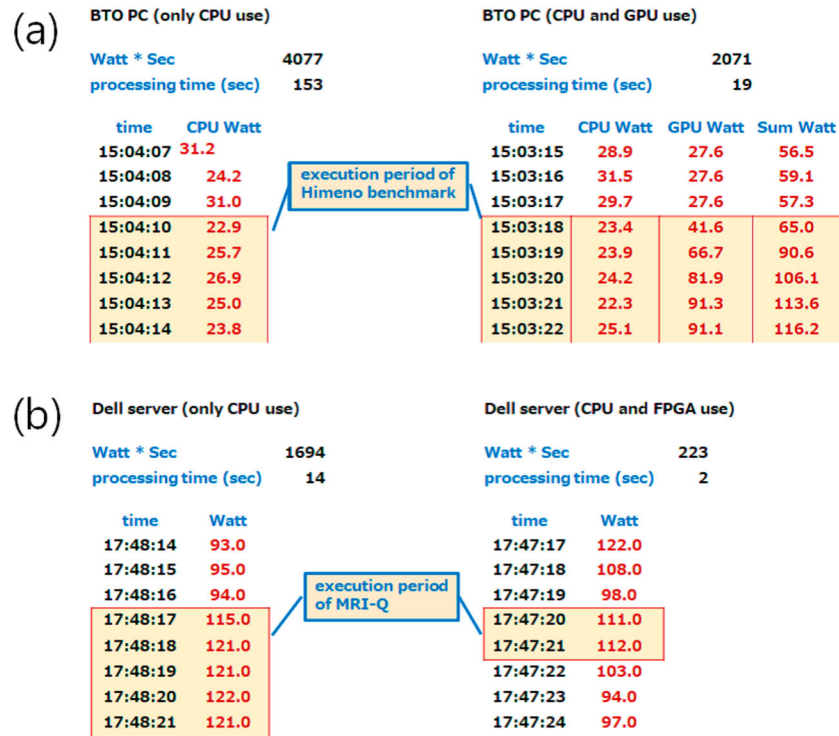 (a)
BTO PC (only CPU use)
Watt * Sec 4077
processing time (sec) 153
time CPU Watt
15:04:07 31.2
15:04:08 24.2
15:04:09 31.0
15:04:10 22.9
15:04:11 25.7
15:04:12 26.9
15:04:13 25.0
15:04:14 23.8
execution period of
Himeno benchmark
BTO PC (CPU and GPU use)
Watt * Sec 2071
processing time (sec) 19
time CPU Watt GPU Watt Sum Watt
15:03:15 28.9 27.6 56.5
15:03:16 31.5 27.6 59.1
15:03:17 29.7 27.6 57.3
15:03:18 23.4 41.6 65.0
15:03:19 23.9 66.7 90.6
15:03:20 24.2 81.9 106.1
15:03:21 22.3 91.3 113.6
15:03:22 25.1 91.1 116.2
(b)
Dell server (only CPU use)
Watt * Sec 1694
processing time (sec) 14
time Watt
17:48:14 93.0
17:48:15 95.0
17:48:16 94.0
17:48:17 115.0
17:48:18 121.0
17:48:19 121.0
17:48:20 122.0
17:48:21 121.0
execution period
of MRI-Q
Dell server (CPU and FPGA use)
Watt * Sec 223
processing time (sec) 2
time Watt
17:47:17 122.0
17:47:18 108.0
17:47:19 98.0
17:47:20 111.0
17:47:21 112.0
17:47:22 103.0
17:47:23 94.0
17:47:24 97.0